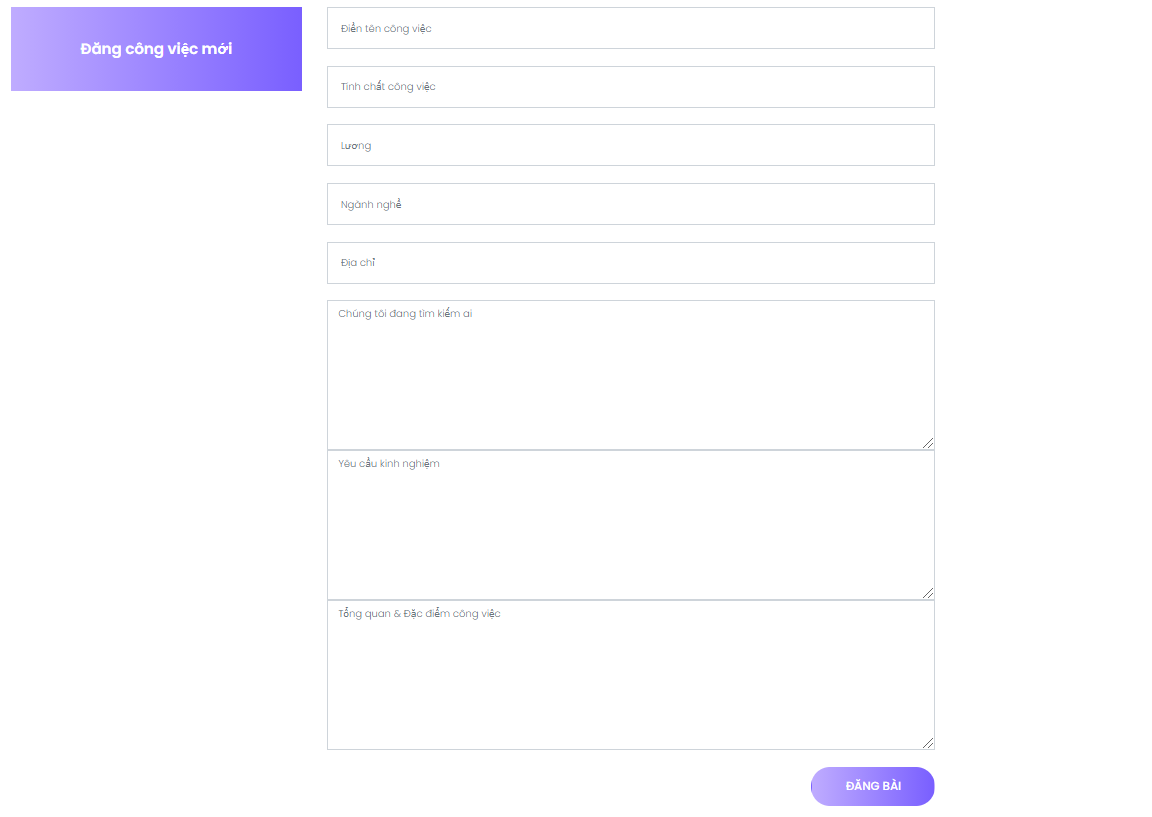 Đăng công việc mới
Điền tên công việc
Tính chất công việc
Lương
Ngành nghề
Địa chỉ
Chúng tôi đang tìm kiếm ai
Yêu cầu kinh nghiệm
Tổng quan & Đặc điểm công việc
ĐĂNG BÀI